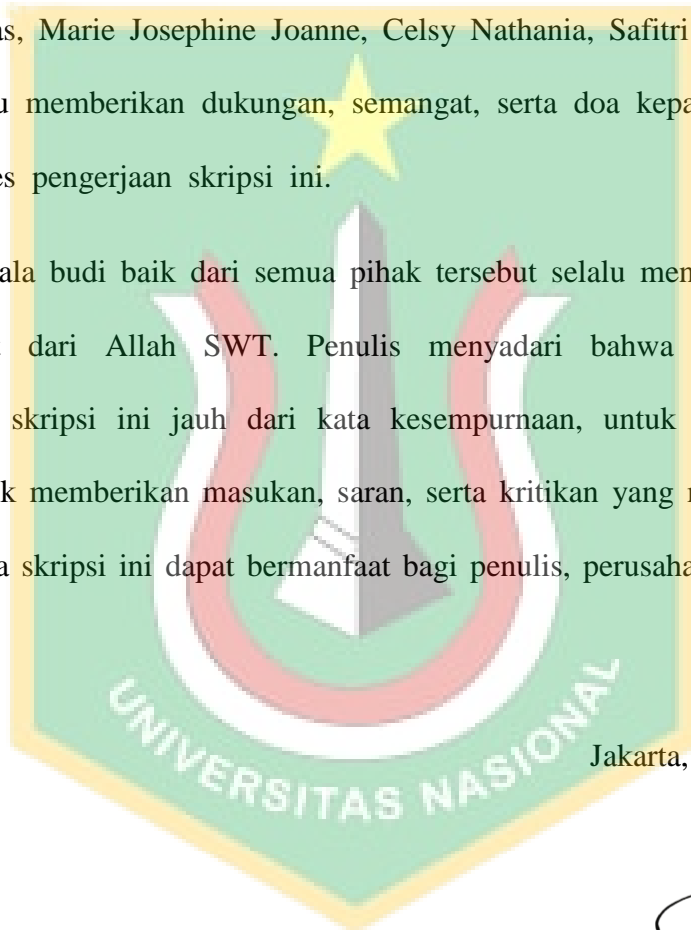 as, Marie Josephine Joanne, Celsy Nathania, Safitri
u memberikan dukungan, semangat, serta doa kepa
es pengerjaan skripsi ini.
ala budi baik dari semua pihak tersebut selalu men
dari Allah SWT. Penulis menyadari bahwa
skripsi ini jauh dari kata kesempurnaan, untuk
k memberikan masukan, saran, serta kritikan yang
a skripsi ini dapat bermanfaat bagi penulis, perusaha
Jakarta,
UNIVERSITAS NASIONAL